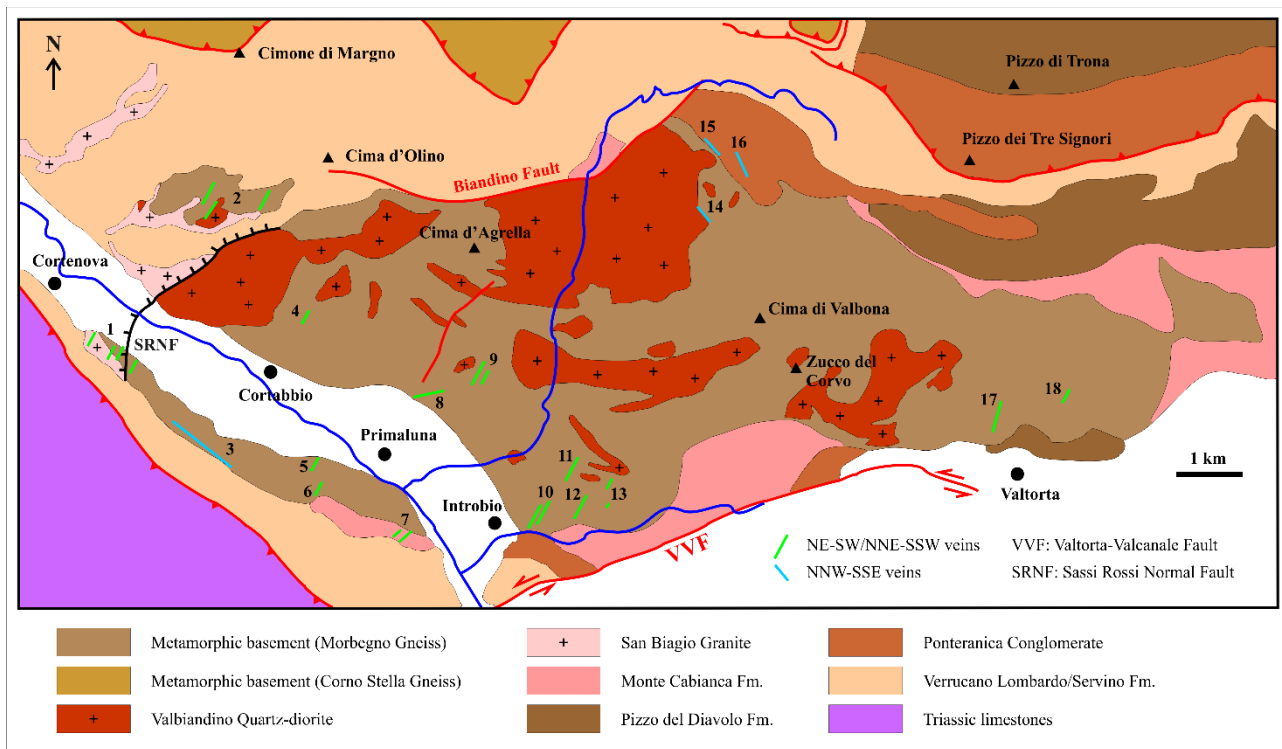 N
Cimone di Margno
Pizzo di Trona
Cima d'Olino
Biandino Fault
15
16
Pizzo dei Tre Signori
2
14
Cima d'Agrella
Cortenova
4
Cima di Valbona
1
SRNF
9
Zucco del
Corvo
Cortabbio
8
17
18
3
Primaluna
5
11
6
1 km
Valtorta
10
12
13
Introbio
7
VVF
NE-SW/NNE-SSW veins
VVF: Valtorta-Valcanale Fault
NNW-SSE veins
SRNF: Sassi Rossi Normal Fault
Metamorphic basement (Morbegno Gneiss)
San Biagio Granite
Ponteranica Conglomerate
Metamorphic basement (Corno Stella Gneiss)
Monte Cabianca Fm.
Verrucano Lombardo/Servino Fm.
Valbiandino Quartz-diorite
Pizzo del Diavolo Fm.
Triassic limestones